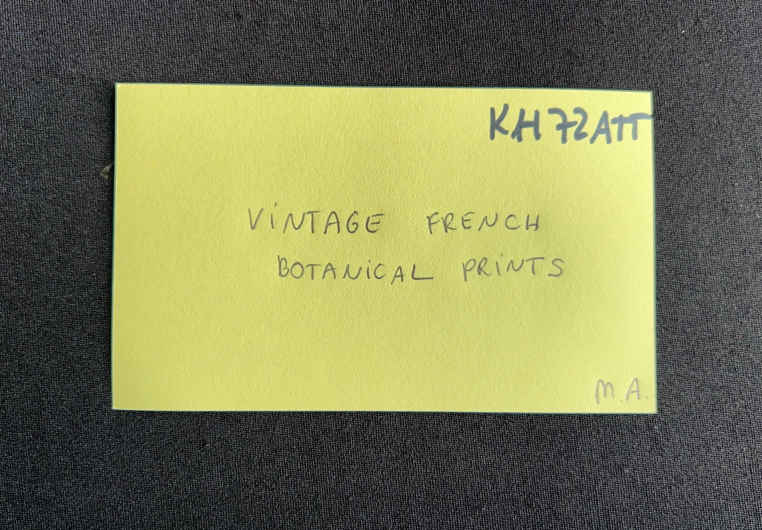 KH72ATT
VINTAGE FRENCH
BOTANICAL PRINTS
M.A.